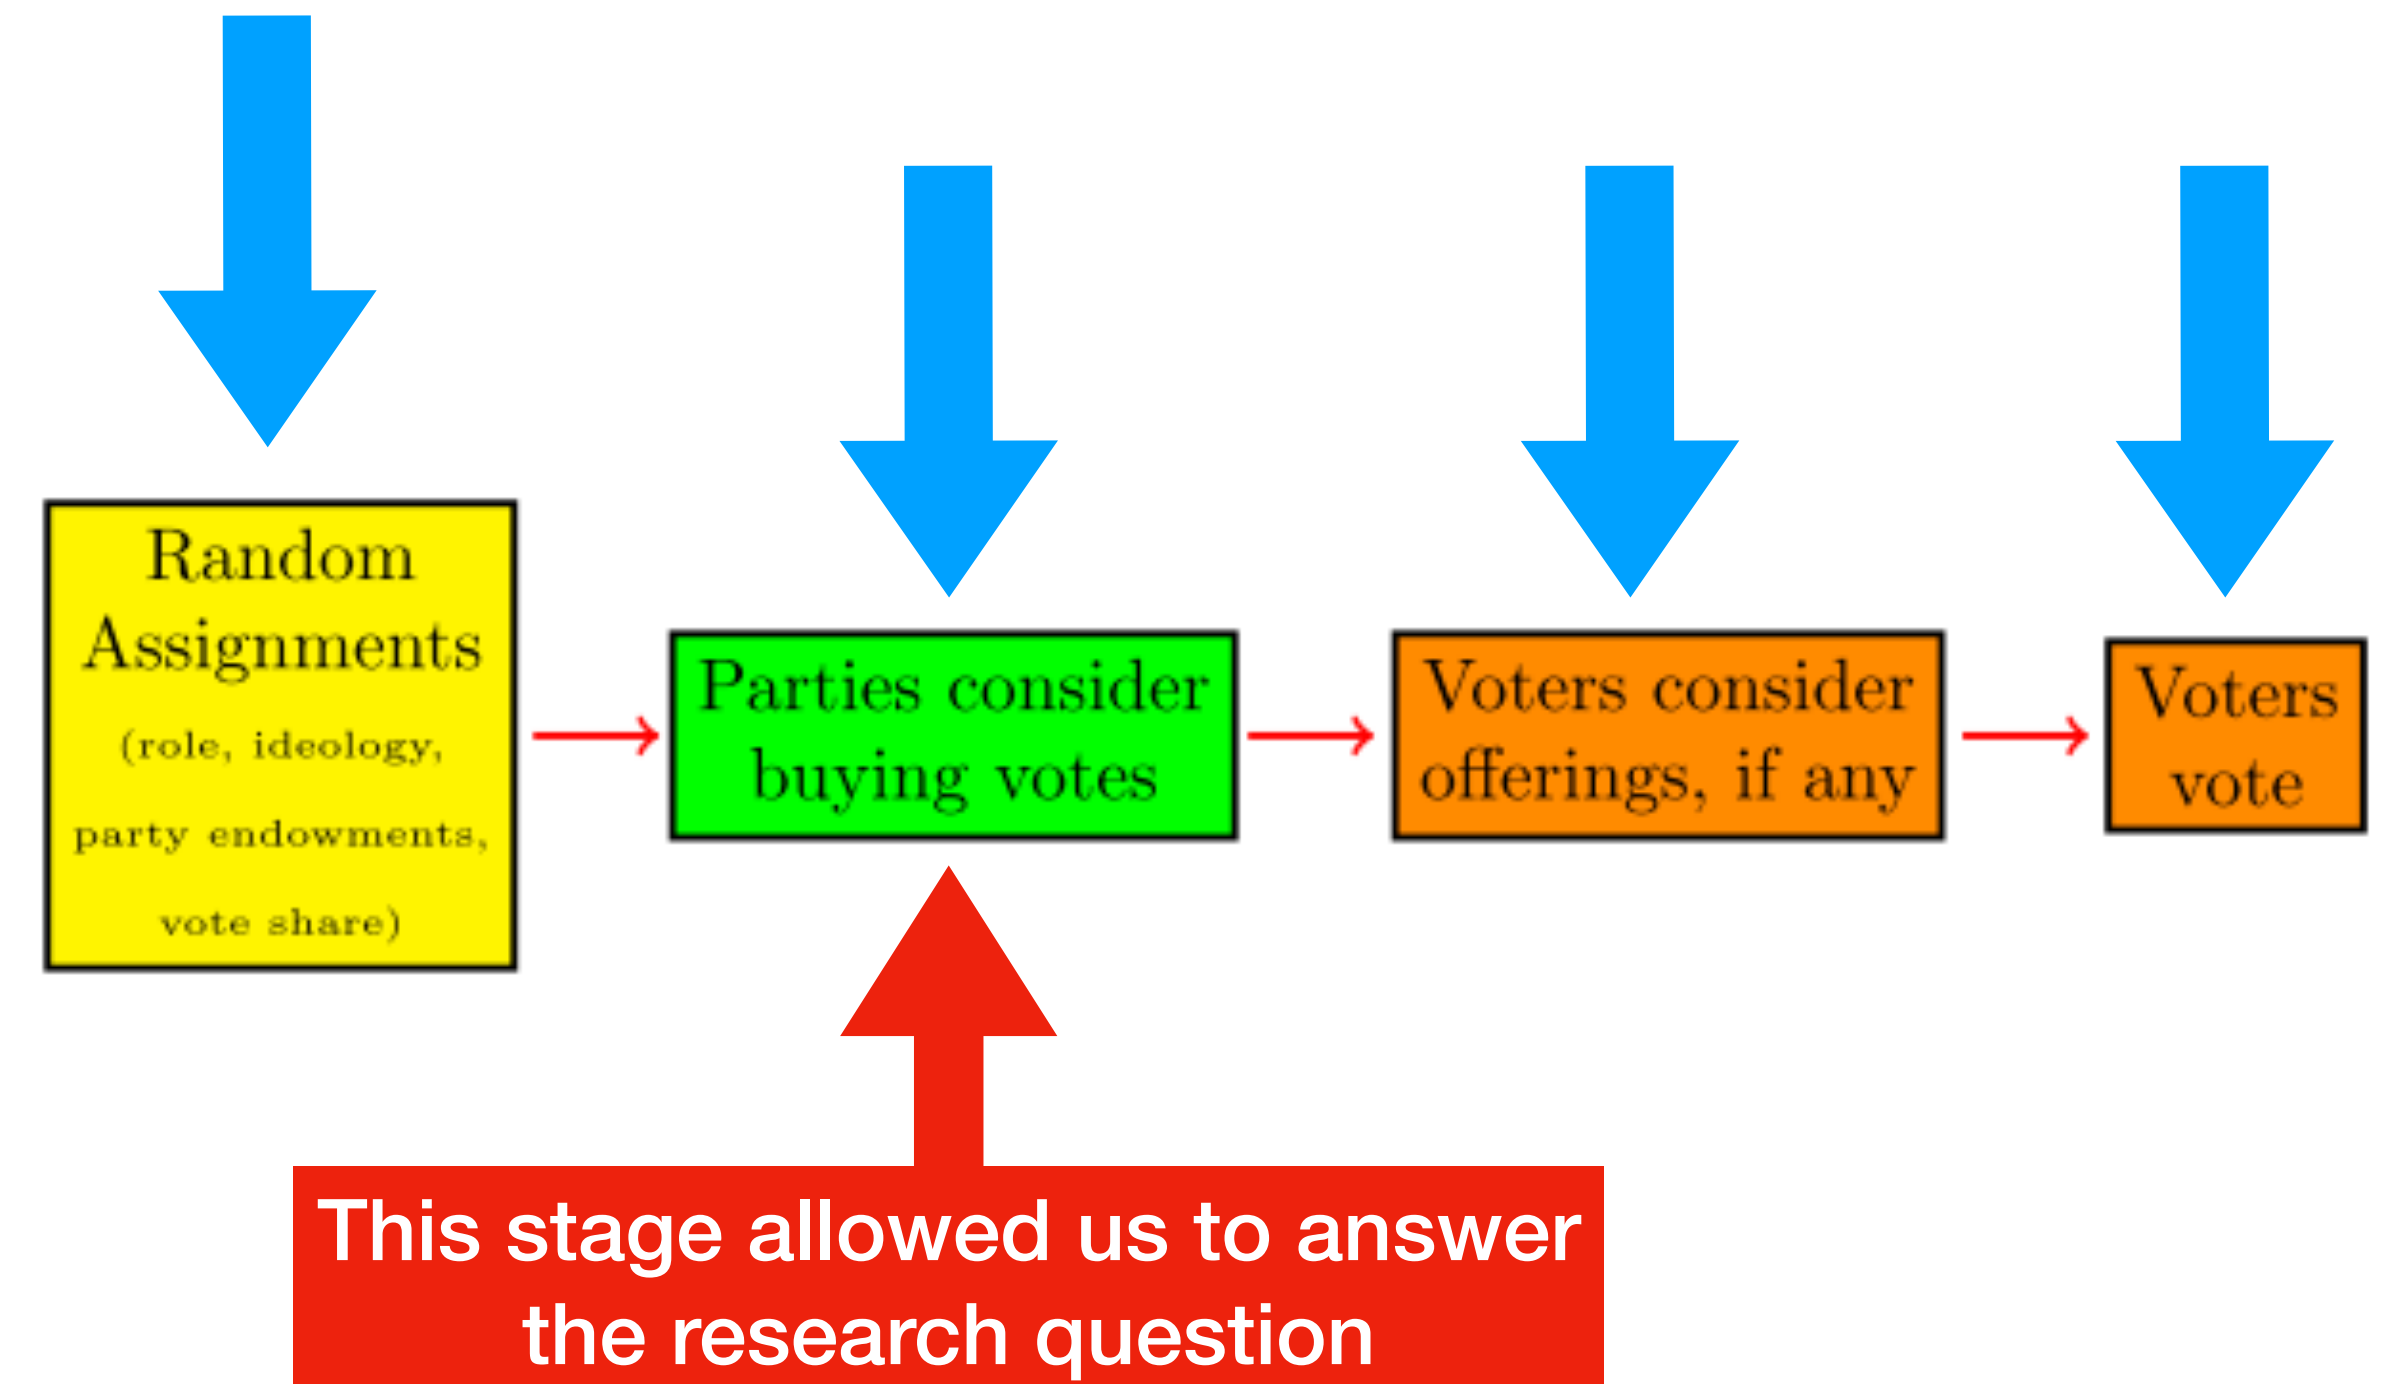 Random
Assignments
(role, ideology,
party endowments,
vote share)
Parties consider
buying votes
Voters consider
offerings, if any
Voters
vote
This stage allowed us to answer
the research question